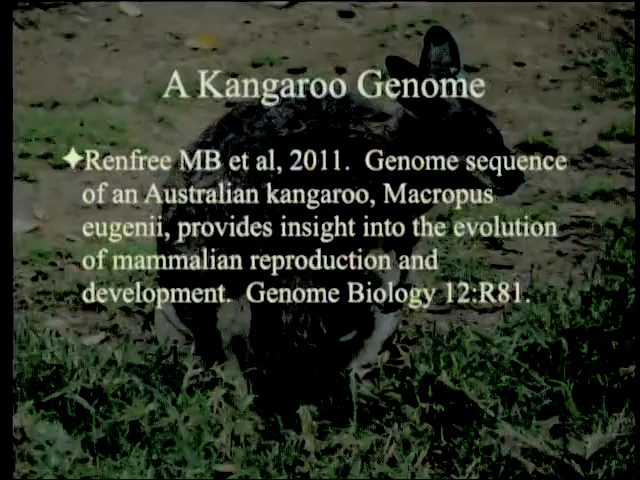 A Kangaroo Genome
✦Renfree MB et al, 2011. Genome sequence
of an Australian kangaroo, Macropus
eugenii, provides insight into the evolution
of mammalian reproduction and
development. Genome Biology 12:R81.